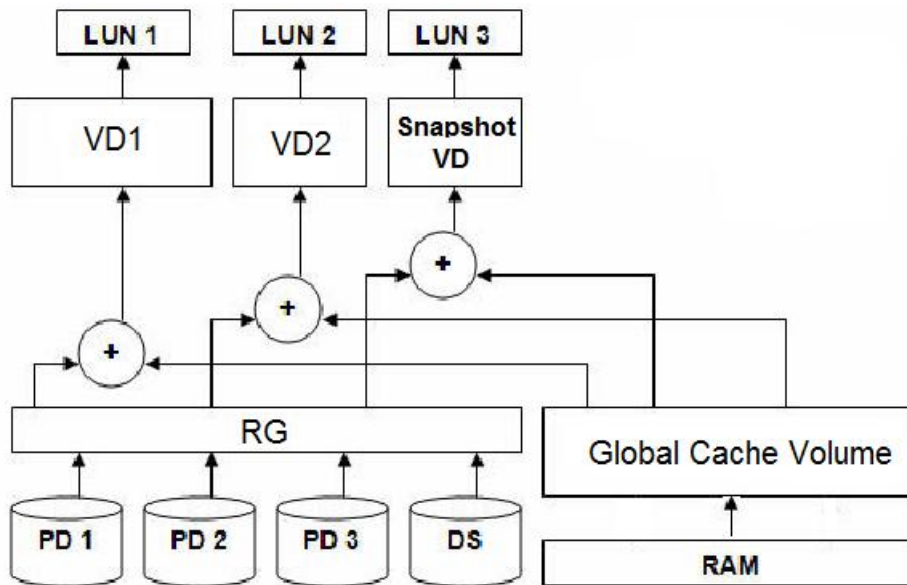 LUN 1
LUN 2
LUN 3
VD1
VD2
Snapshot
VD
+
+
+
RG
Global Cache Volume
PD 1
PD 2
PD 3
DS
RAM